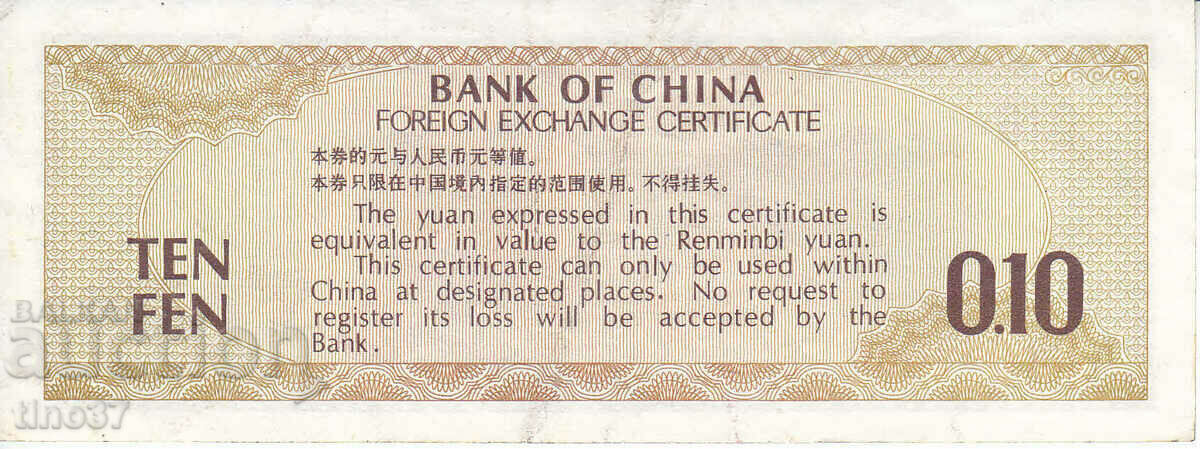 BANK OF CHINA
FOREIGN EXCHANGE CERTIFICATE
本券的元与人民币元等值。
本券只限在中国境内指定的范围使用。不得挂失。
The yuan expressed in this certificate is
equivalent in value to the Renminbi yuan.
This certificate can only be used within
China at designated places. No request to
register its loss will be accepted by the
Bank.
TEN
FEN
0.10
BALKAN
auction
tino37